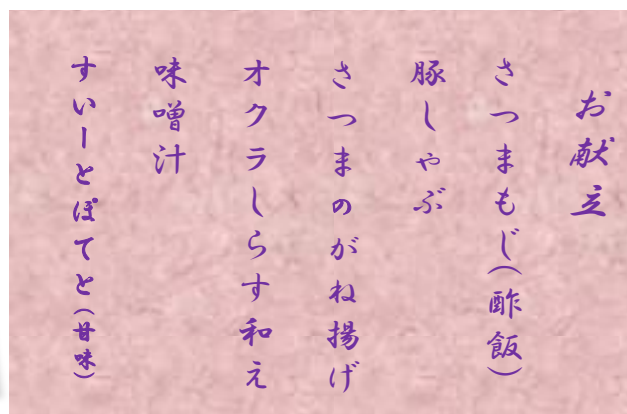 お献立
さつまもじ(酢飯)
豚しゃぶ
さつまのがね揚げ
オクラしらす和え
味噌汁
すいーとぽてと(甘味)